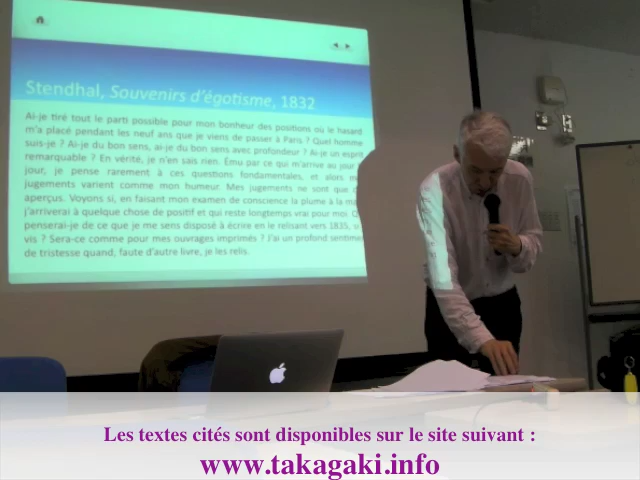 Stendhal, Souvenirs d'égotisme, 1832
Ai-je tiré tout le parti possible pour mon bonheur des positions où le hasard
m'a placé pendant les neuf ans que je viens de passer à Paris ? Quel homme
suis-je ? Ai-je du bon sens, ai-je du bon sens avec profondeur ? Ai-je un esprit
remarquable ? En vérité, je n'en sais rien. Ému par ce qui m'arrive au jour
jour, je pense rarement à ces questions fondamentales, et alors m
jugements varient comme mon humeur. Mes jugements ne sont que d
aperçus. Voyons si, en faisant mon examen de conscience la plume à la ma
j'arriverai à quelque chose de positif et qui reste longtemps vrai pour moi. Q
penserai-je de ce que je me sens disposé à écrire en le relisant vers 1835, si
vis ? Sera-ce comme pour mes ouvrages imprimés ? J'ai un profond sentime
de tristesse quand, faute d'autre livre, je les relis.
Les textes cités sont disponibles sur le site suivant :
www.takagaki.info